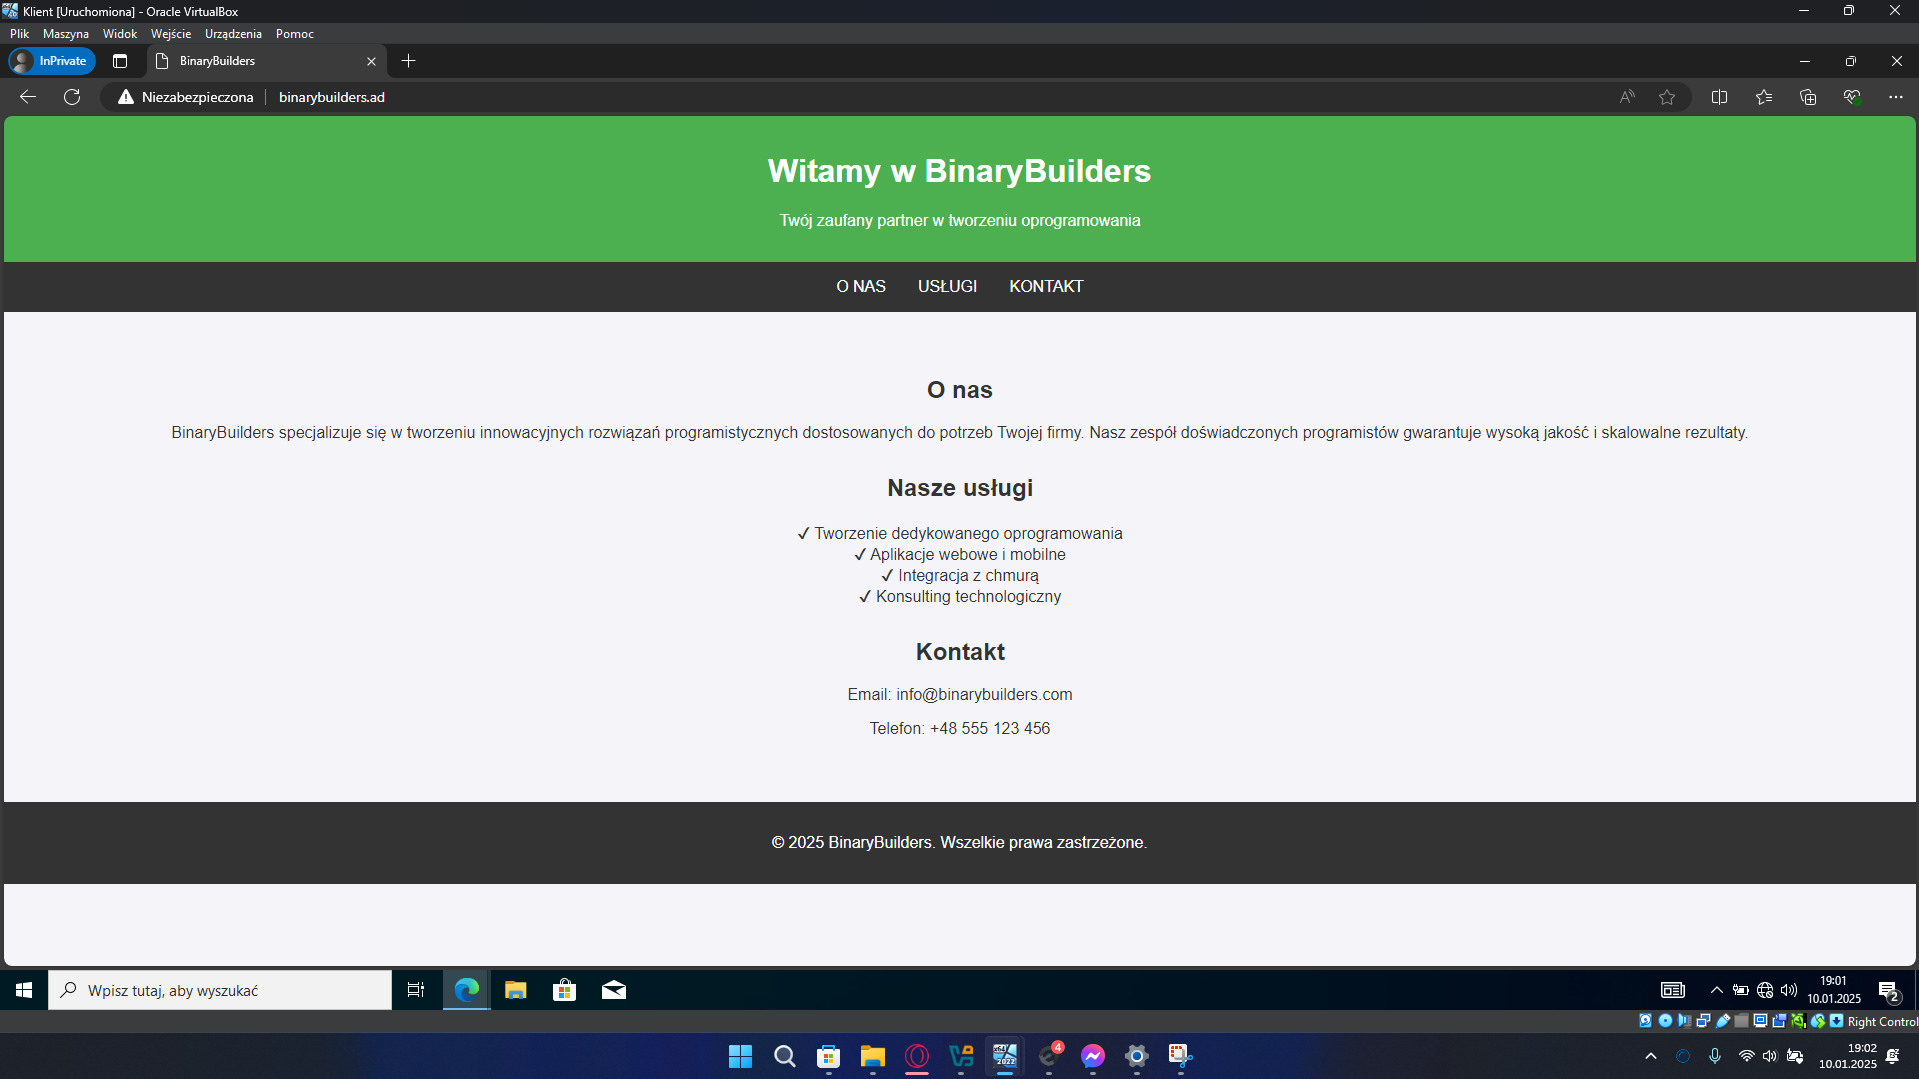 Klient [Uruchomiona] - Oracle VirtualBox
Plik Maszyna Widok Wejście Urządzenia Pomoc
InPrivate BinaryBuilders
Niezabezpieczona binarybuilders.ad
Witamy w BinaryBuilders
Twój zaufany partner w tworzeniu oprogramowania
O NAS USŁUGI KONTAKT
O nas
BinaryBuilders specjalizuje się w tworzeniu innowacyjnych rozwiązań programistycznych dostosowanych do potrzeb Twojej firmy. Nasz zespół doświadczonych programistów gwarantuje wysoką jakość i skalowalne rezultaty.
Nasze usługi
✓ Tworzenie dedykowanego oprogramowania
✓ Aplikacje webowe i mobilne
✓ Integracja z chmurą
✓ Konsulting technologiczny
Kontakt
Email: info@binarybuilders.com
Telefon: +48 555 123 456
© 2025 BinaryBuilders. Wszelkie prawa zastrzeżone.
Wpisz tutaj, aby wyszukać
19:01
10.01.2025
2
Right Control
4
2022
19:02
10.01.2025